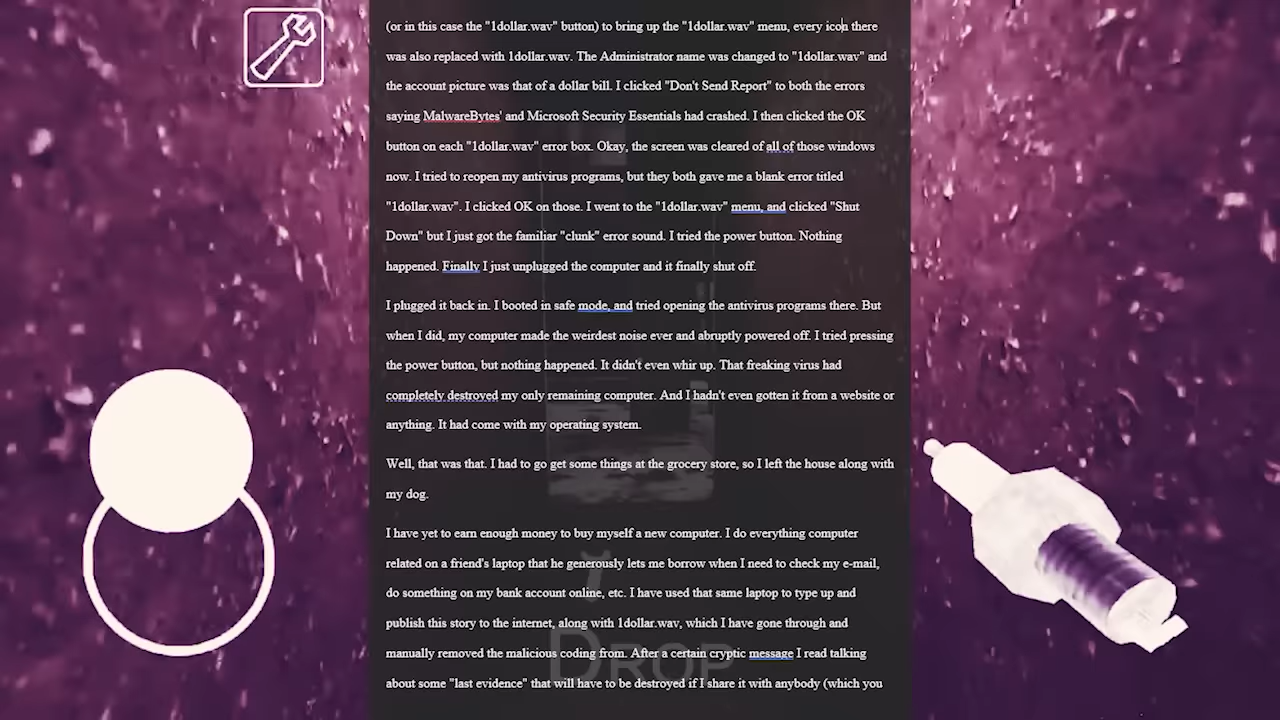 (or in this case the "1dollar.wav" button) to bring up the "1dollar.wav" menu, every icon there
was also replaced with 1dollar.wav. The Administrator name was changed to "1dollar.wav" and
the account picture was that of a dollar bill. I clicked "Don't Send Report" to both the errors
saying MalwareBytes' and Microsoft Security Essentials had crashed. I then clicked the OK
button on each "1dollar.wav" error box. Okay, the screen was cleared of all of those windows
now. I tried to reopen my antivirus programs, but they both gave me a blank error titled
"1dollar.wav". I clicked OK on those. I went to the "1dollar.wav" menu, and clicked "Shut
Down" but I just got the familiar "clunk" error sound. I tried the power button. Nothing
happened. Finally I just unplugged the computer and it finally shut off.
I plugged it back in. I booted in safe mode, and tried opening the antivirus programs there. But
when I did, my computer made the weirdest noise ever and abruptly powered off. I tried pressing
the power button, but nothing happened. It didn't even whir up. That freaking virus had
completely destroyed my only remaining computer. And I hadn't even gotten it from a website or
anything. It had come with my operating system.
Well, that was that. I had to go get some things at the grocery store, so I left the house along with
my dog.
I have yet to earn enough money to buy myself a new computer. I do everything computer
related on a friend's laptop that he generously lets me borrow when I need to check my e-mail,
do something on my bank account online, etc. I have used that same laptop to type up and
publish this story to the internet, along with 1dollar.wav, which I have gone through and
manually removed the malicious coding from. After a certain cryptic message I read talking
about some "last evidence" that will have to be destroyed if I share it with anybody (which you
DROP